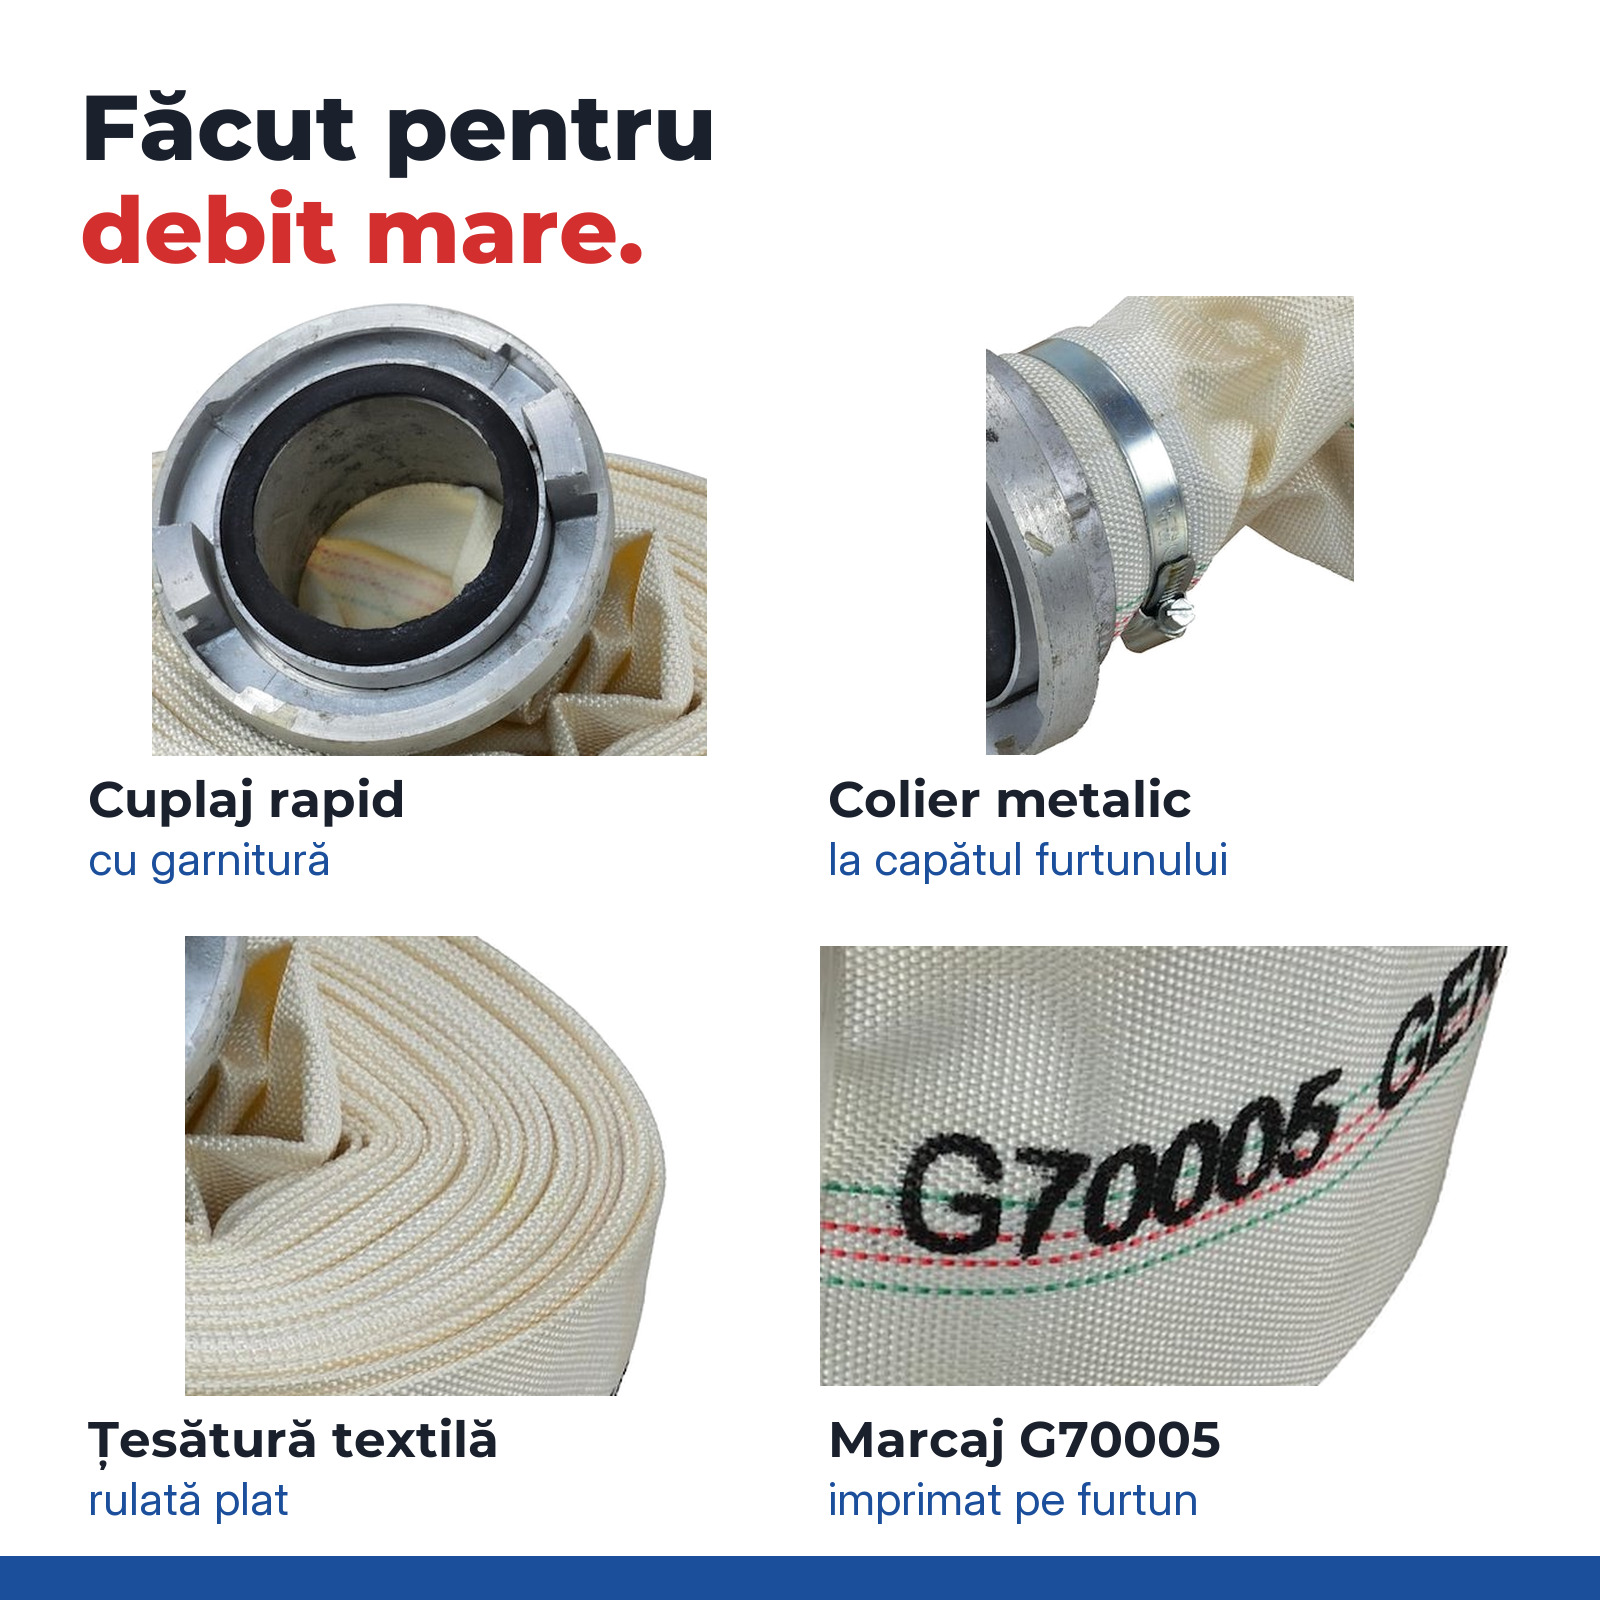 Făcut pentru
debit mare.
Cuplaj rapid
cu garnitură
Colier metalic
la capătul furtunului
G70005 GEN
Țesătură textilă
rulată plat
Marcaj G70005
imprimat pe furtun